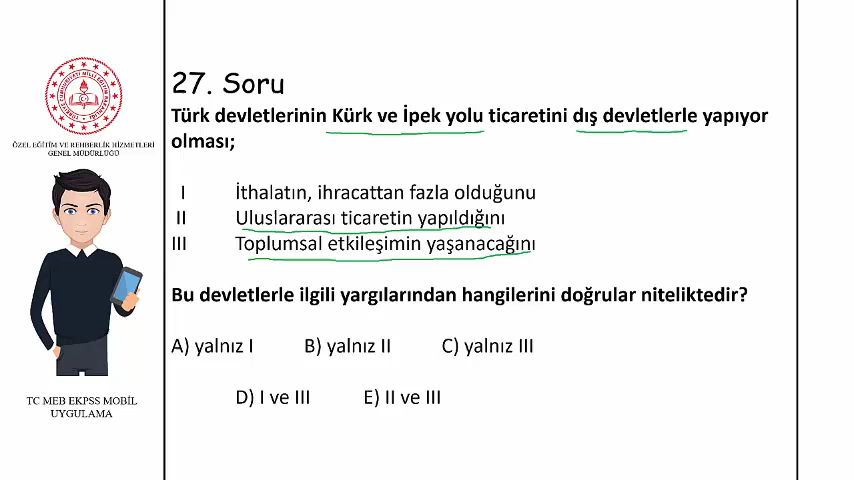 27. Soru
Türk devletlerinin Kürk ve İpek yolu ticaretini dış devletlerle yapıyor
olması;
I İthalatın, ihracattan fazla olduğunu
II Uluslararası ticaretin yapıldığını
III Toplumsal etkileşimin yaşanacağını
Bu devletlerle ilgili yargılarından hangilerini doğrular niteliktedir?
A) yalnız I B) yalnız II C) yalnız III
D) I ve III E) II ve III
ÖZEL EĞİTİM VE REHBERLİK HİZMETLERİ
GENEL MÜDÜRLÜĞÜ
TC MEB EKPSS MOBİL
UYGULAMA